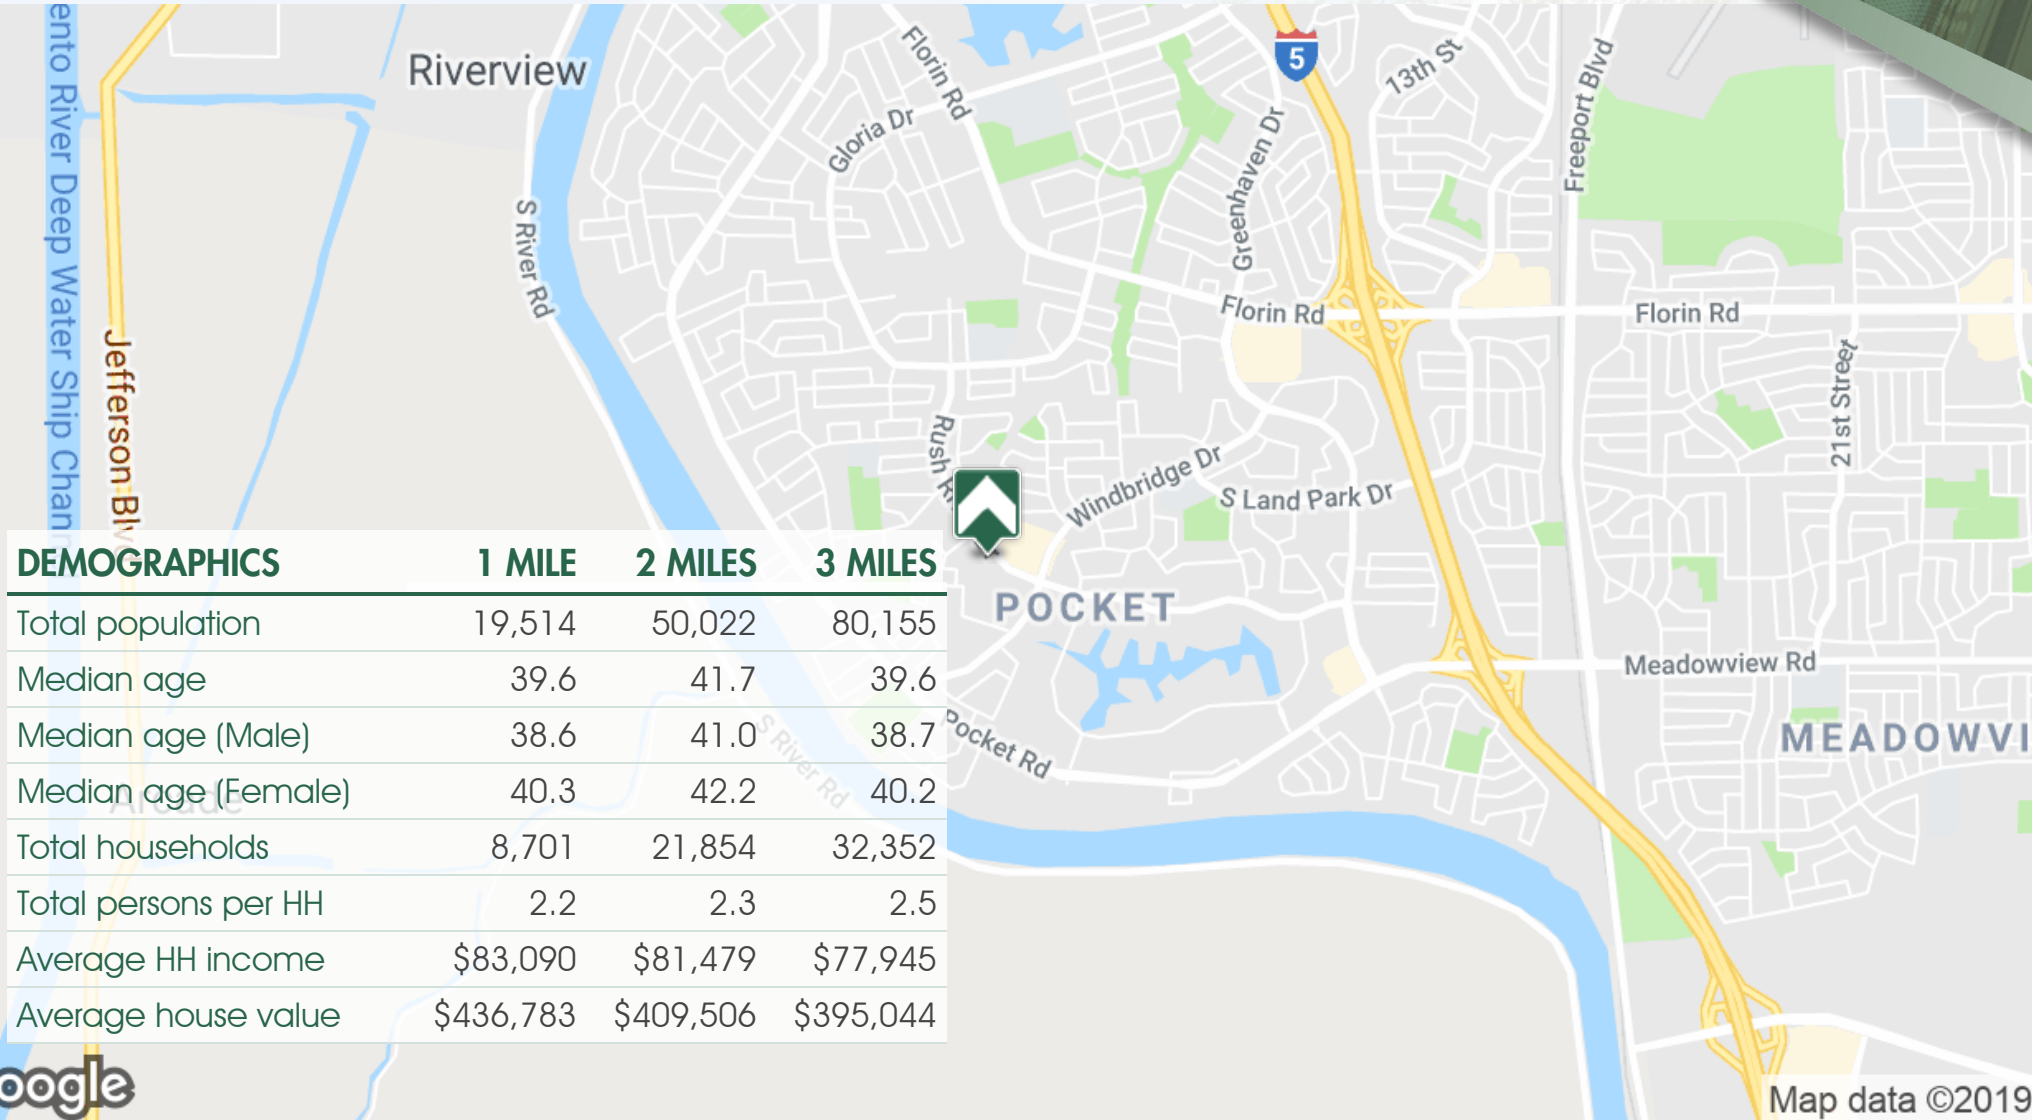 Riverview
Florin Rd
Gloria Dr
5
13th St
Freeport Blvd
Greenhaven Dr
S River Rd
ento River Deep Water Ship Chann
Jefferson Blv
Florin Rd
Florin Rd
21st Street
Rush R
Windbridge Dr
S Land Park Dr
POCKET
Meadowview Rd
MEADOWVI
Pocket Rd
S River Rd
Arcade
DEMOGRAPHICS 1 MILE 2 MILES 3 MILES
Total population 19,514 50,022 80,155
Median age 39.6 41.7 39.6
Median age (Male) 38.6 41.0 38.7
Median age (Female) 40.3 42.2 40.2
Total households 8,701 21,854 32,352
Total persons per HH 2.2 2.3 2.5
Average HH income $83,090 $81,479 $77,945
Average house value $436,783 $409,506 $395,044
oogle
Map data ©2019